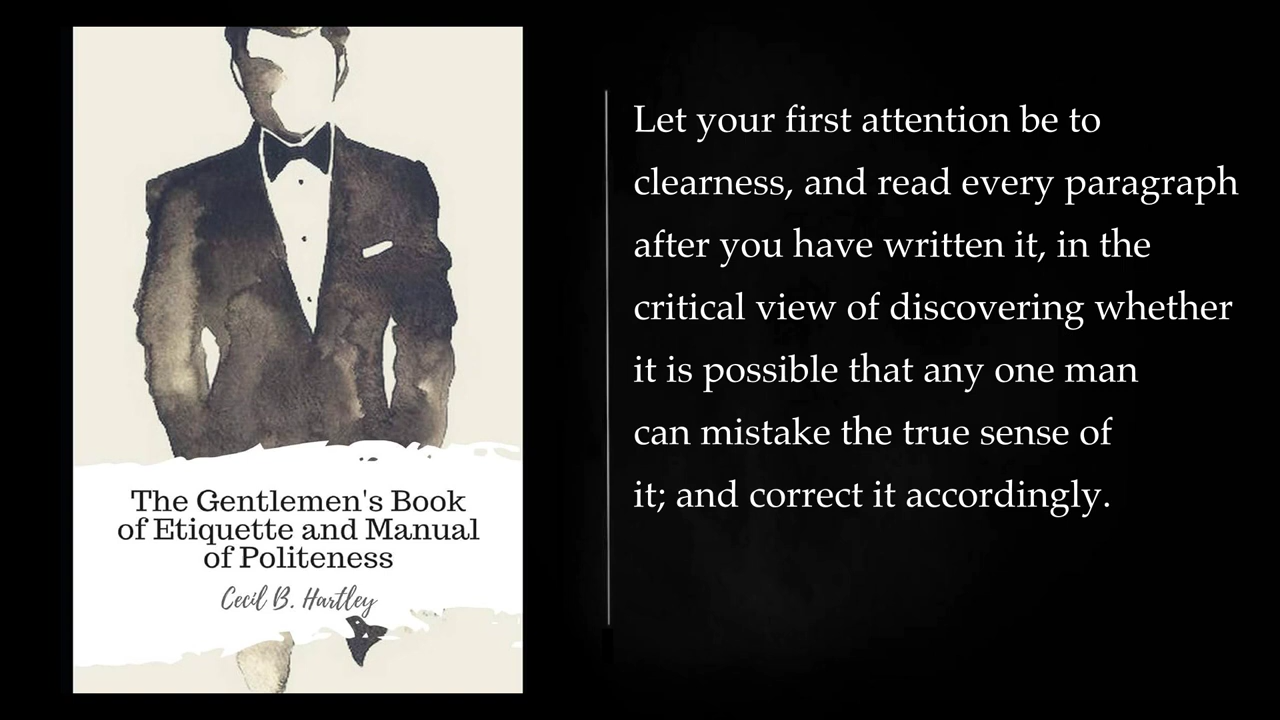 The Gentlemen's Book
of Etiquette and Manual
of Politeness
Cecil B. Hartley
Let your first attention be to
clearness, and read every paragraph
after you have written it, in the
critical view of discovering whether
it is possible that any one man
can mistake the true sense of
it; and correct it accordingly.